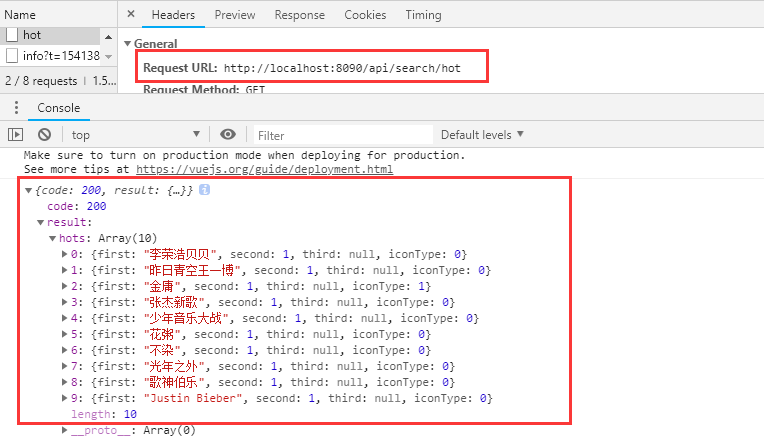 Name
× Headers Preview Response Cookies Timing
hot
▼ General
info?t=154138
Request URL: http://localhost:8090/api/search/hot
2 / 8 requests | 1.5...
Request Method: GET
Console
top ▼ Filter Default levels ▼
Make sure to turn on production mode when deploying for production.
See more tips at https://vuejs.org/guide/deployment.html
▼{code: 200, result: {…}} i
code: 200
▼result:
▼hots: Array(10)
▶0: {first: "李荣浩贝贝", second: 1, third: null, iconType: 0}
▶1: {first: "昨日青空王一博", second: 1, third: null, iconType: 0}
▶2: {first: "金庸", second: 1, third: null, iconType: 1}
▶3: {first: "张杰新歌", second: 1, third: null, iconType: 0}
▶4: {first: "少年音乐大战", second: 1, third: null, iconType: 0}
▶5: {first: "花粥", second: 1, third: null, iconType: 0}
▶6: {first: "不染", second: 1, third: null, iconType: 0}
▶7: {first: "光年之外", second: 1, third: null, iconType: 0}
▶8: {first: "歌神伯乐", second: 1, third: null, iconType: 0}
▶9: {first: "Justin Bieber", second: 1, third: null, iconType: 0}
length: 10
▶__proto__: Array(0)